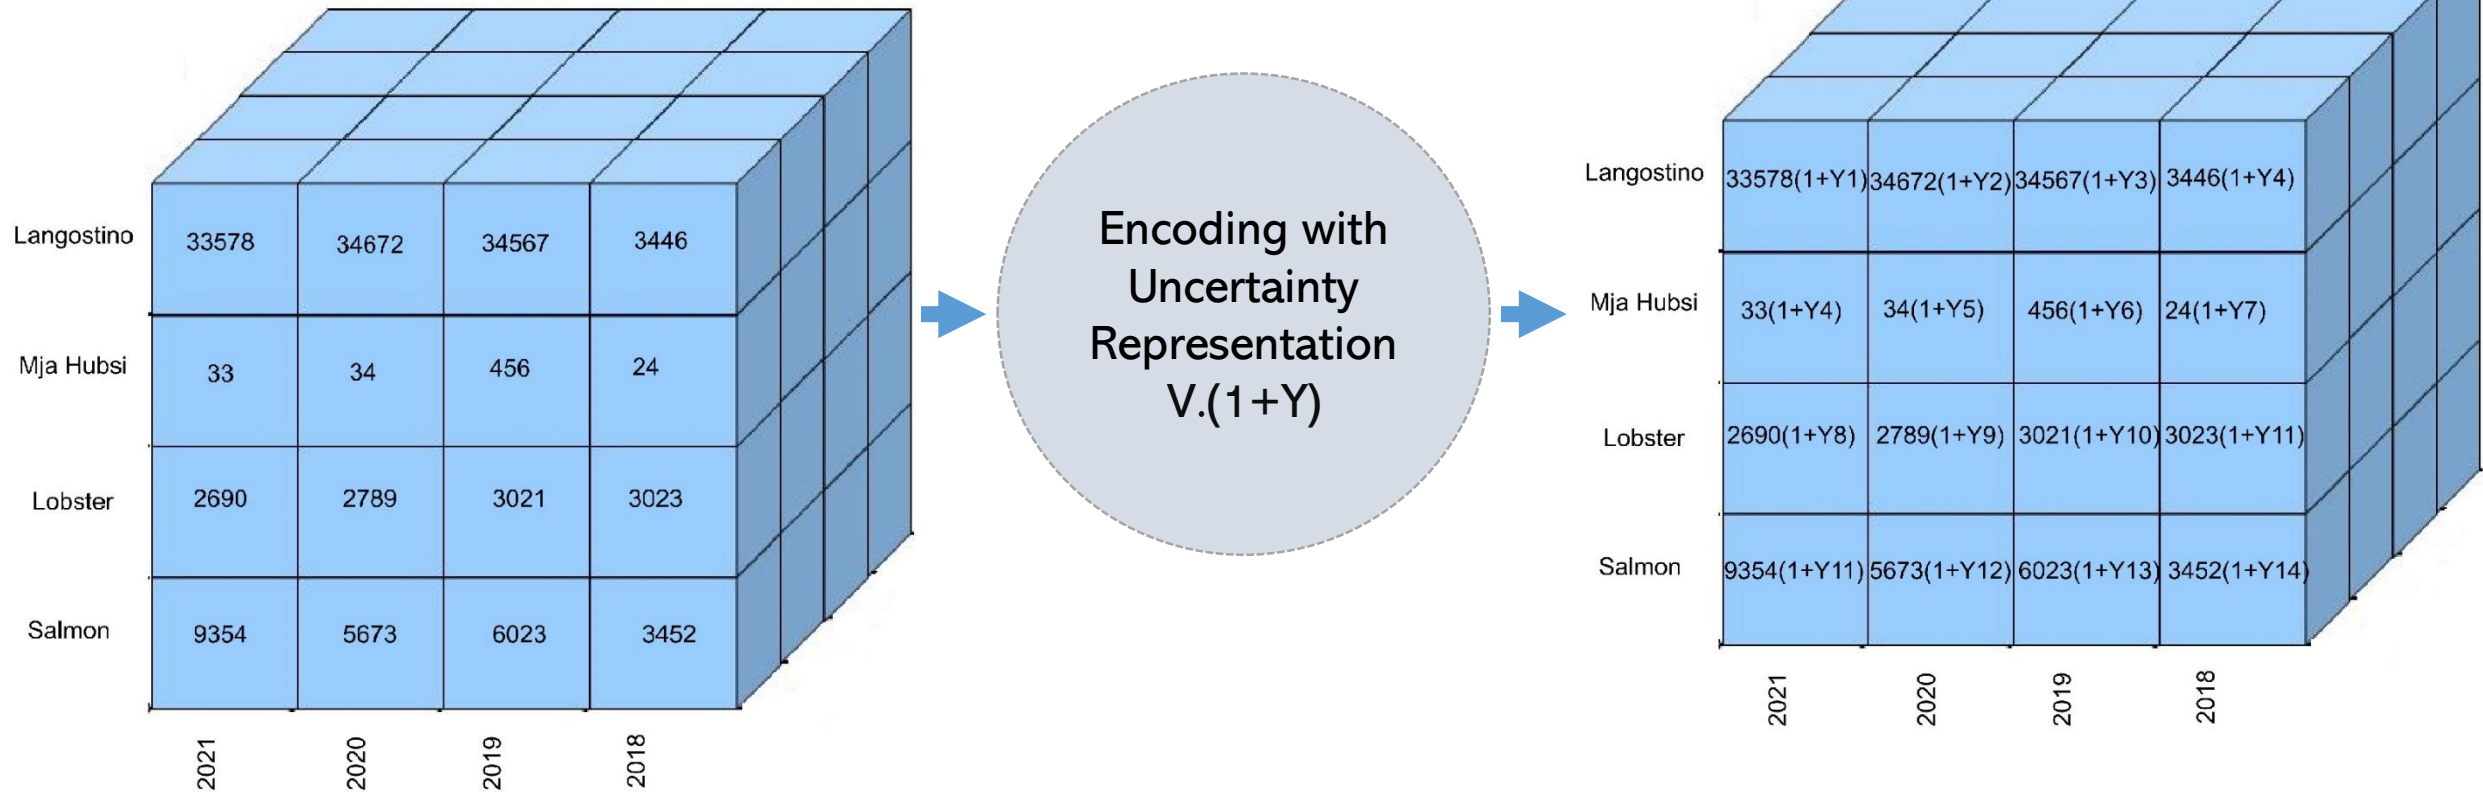 Langostino 33578 34672 34567 3446
Mja Hubsi 33 34 456 24
Lobster 2690 2789 3021 3023
Salmon 9354 5673 6023 3452
2021 2020 2019 2018
Encoding with
Uncertainty
Representation
V.(1+Y)
Langostino 33578(1+Y1) 34672(1+Y2) 34567(1+Y3) 3446(1+Y4)
Mja Hubsi 33(1+Y4) 34(1+Y5) 456(1+Y6) 24(1+Y7)
Lobster 2690(1+Y8) 2789(1+Y9) 3021(1+Y10) 3023(1+Y11)
Salmon 9354(1+Y11) 5673(1+Y12) 6023(1+Y13) 3452(1+Y14)
2021 2020 2019 2018